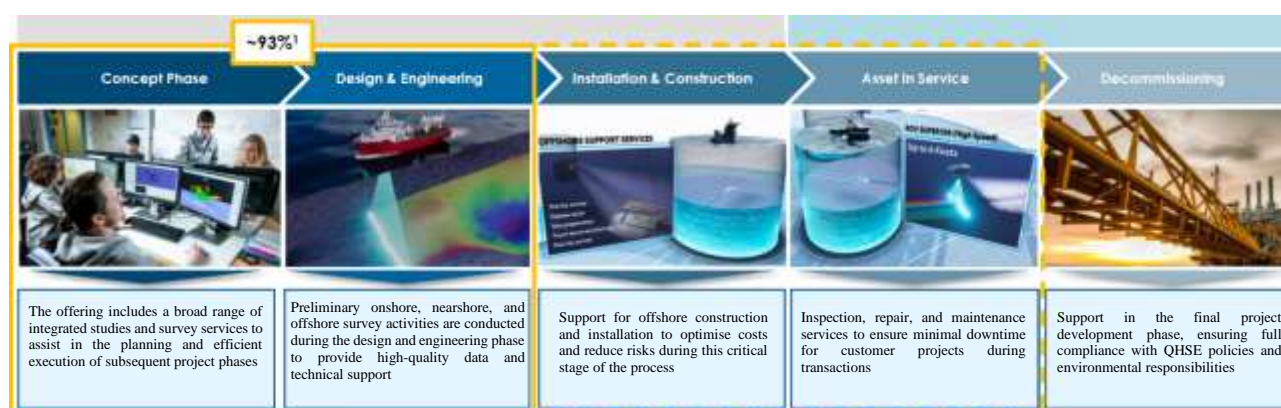 ~93%¹
Concept Phase
Design & Engineering
Installation & Construction
Asset in Service
Decommissioning
OFFSHORE SUPPORT SERVICES
The offering includes a broad range of
integrated studies and survey services to
assist in the planning and efficient
execution of subsequent project phases
Preliminary onshore, nearshore, and
offshore survey activities are conducted
during the design and engineering phase
to provide high-quality data and
technical support
Support for offshore construction
and installation to optimise costs
and reduce risks during this critical
stage of the process
Inspection, repair, and maintenance
services to ensure minimal downtime
for customer projects during
transactions
Support in the final project
development phase, ensuring full
compliance with QHSE policies and
environmental responsibilities